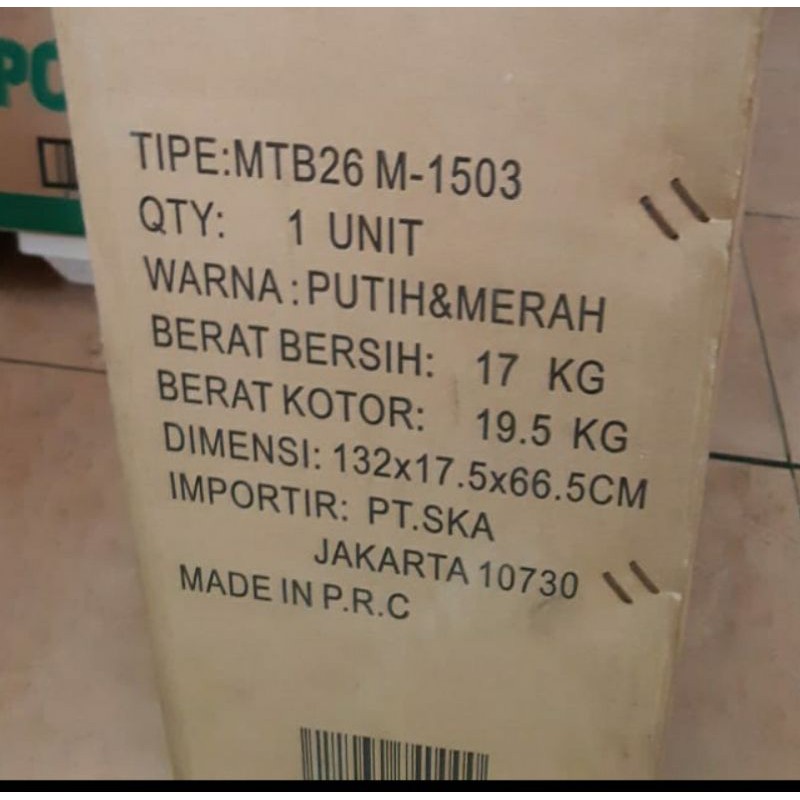 PO
TIPE:MTB26 M-1503
QTY: 1 UNIT
WARNA : PUTIH&MERAH
BERAT BERSIH: 17 KG
BERAT KOTOR: 19.5 KG
DIMENSI: 132x17.5x66.5CM
IMPORTIR: PT.SKA
JAKARTA 10730
MADE IN P.R.C